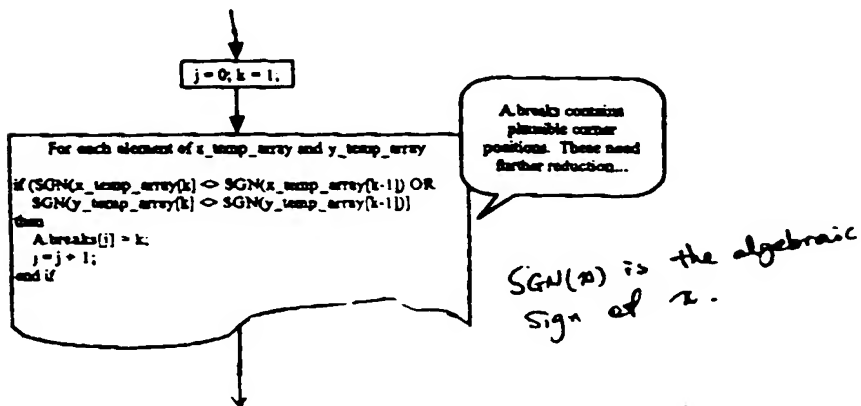 j = 0; k = 1;
For each element of x_temp_array and y_temp_array
if (SGN(x_temp_array[k] <> SGN(x_temp_array[k-1]) OR
SGN(y_temp_array[k] <> SGN(y_temp_array[k-1])]
then
A.breaks[j] = k;
j = j + 1;
end if
A.breaks contains
plausible corner
positions. These need
further reduction...
SGN(x) is the algebraic
sign of x.